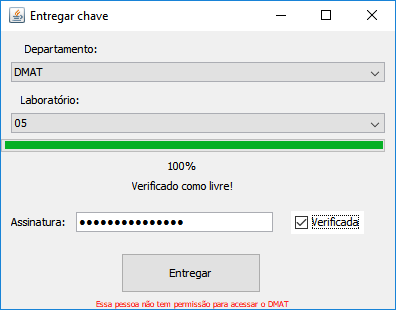 Entregar chave
Departamento:
DMAT
Laboratório:
05
100%
Verificado como livre!
Assinatura: ●●●●●●●●●●●●●●● Verificada
Entregar
Essa pessoa não tem permissão para acessar o DMAT